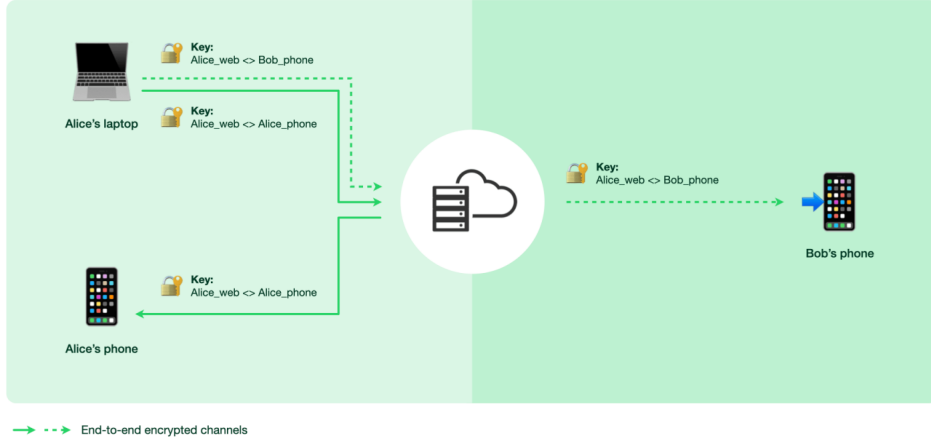 Key:
Alice_web <> Bob_phone
Alice's laptop
Key:
Alice_web <> Alice_phone
Key:
Alice_web <> Bob_phone
Bob's phone
Key:
Alice_web <> Alice_phone
Alice's phone
End-to-end encrypted channels